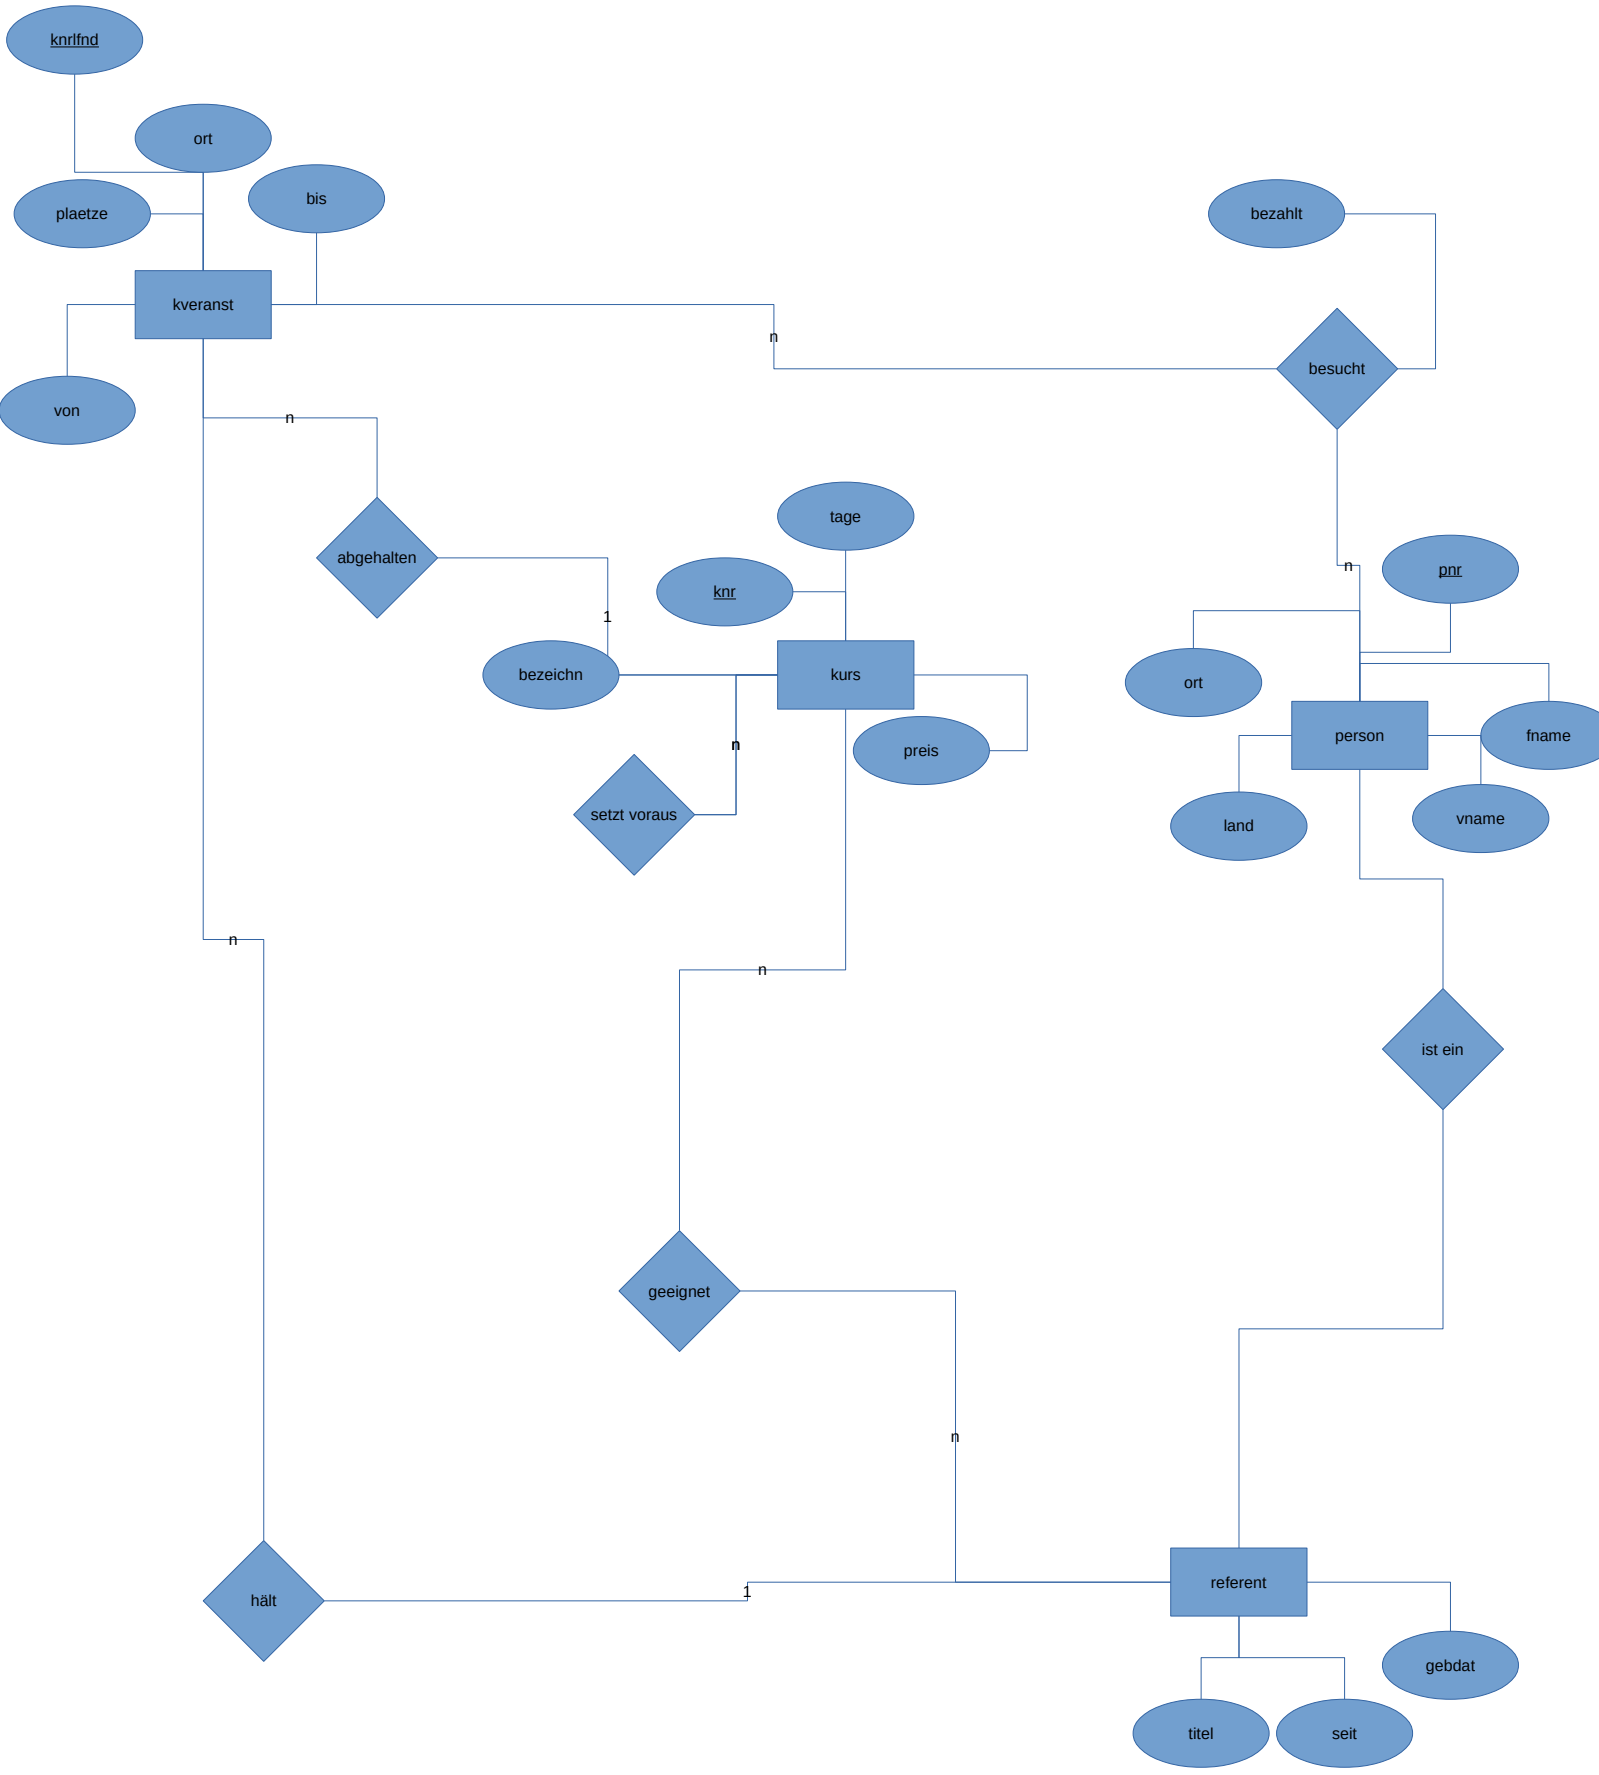 knrlfnd
ort
bis
plaetze
bezahlt
kveranst
n
besucht
von
n
tage
abgehalten
n
pnr
knr
1
bezeichn
kurs
ort
person
fname
n
preis
setzt voraus
land
vname
n
n
ist ein
geeignet
n
referent
1
hält
gebdat
titel
seit